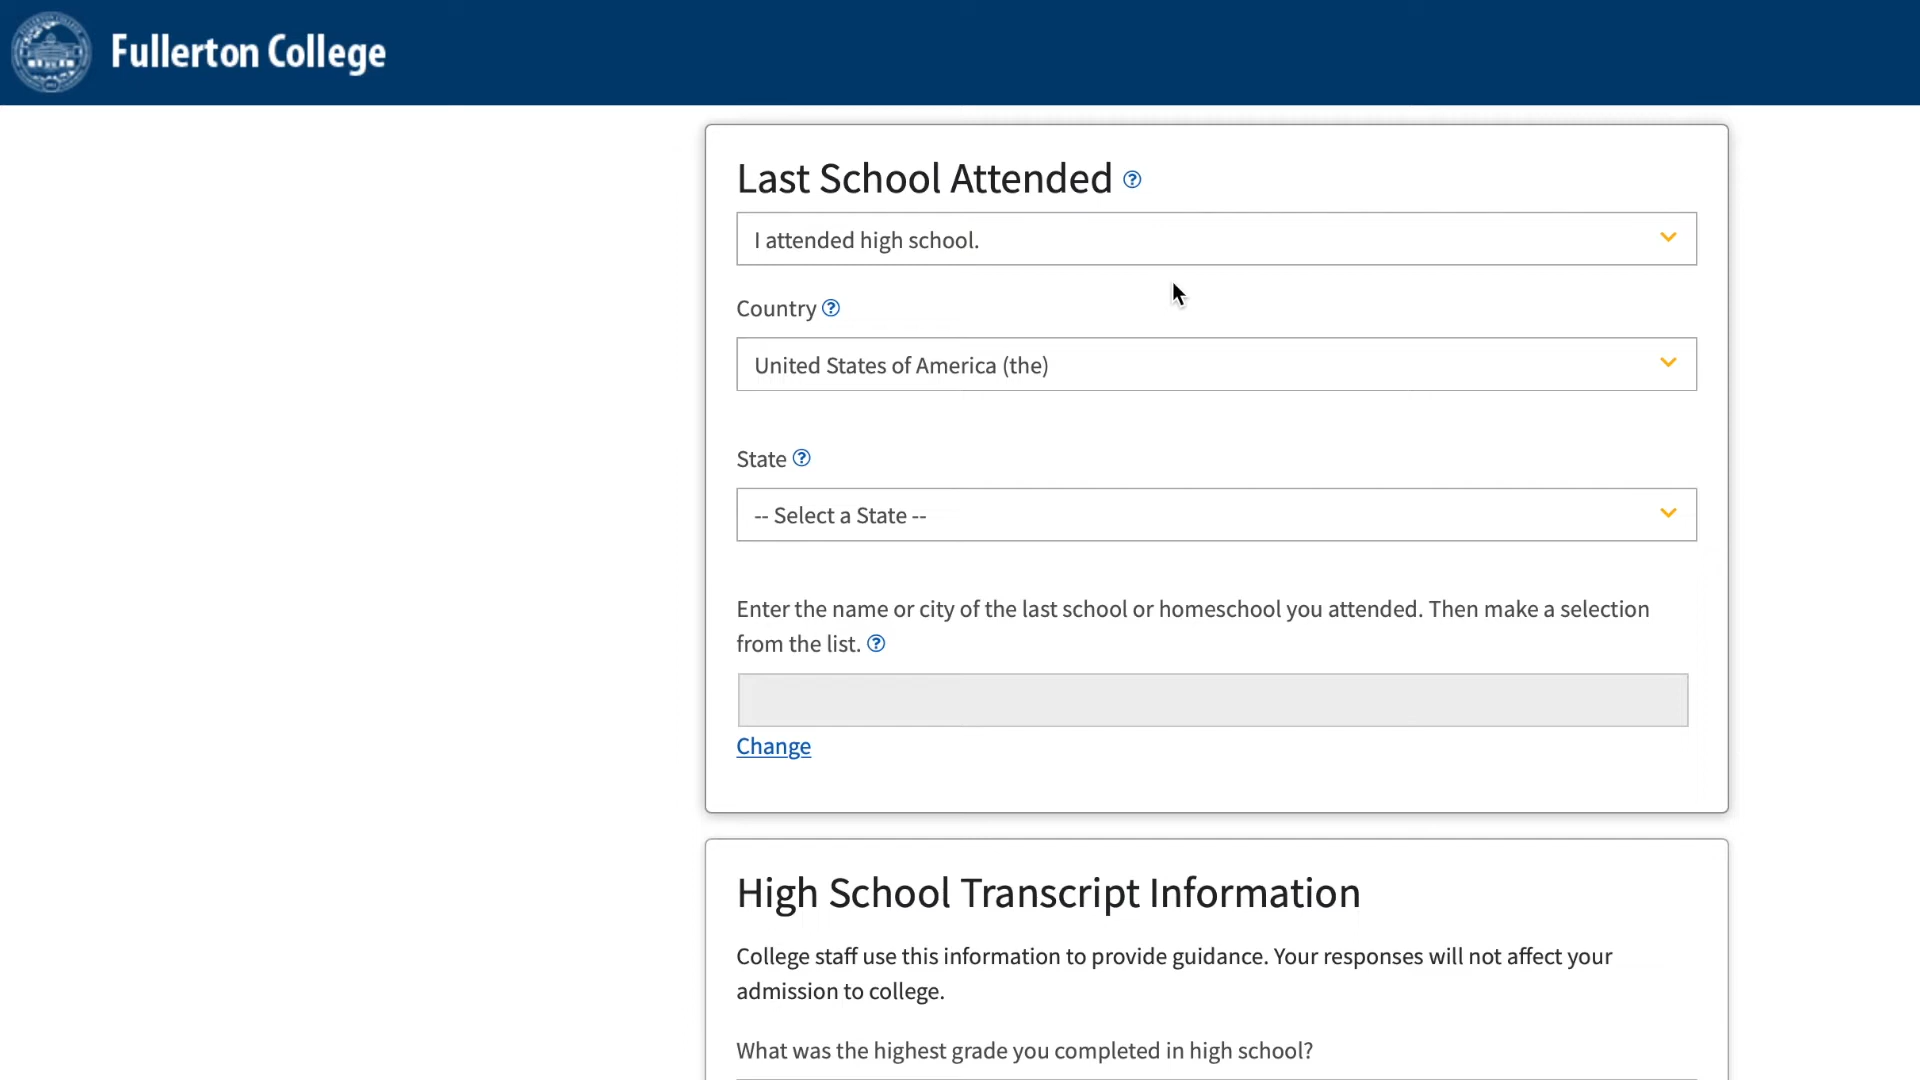 Fullerton College
Last School Attended
I attended high school.
Country
United States of America (the)
State
-- Select a State --
Enter the name or city of the last school or homeschool you attended. Then make a selection
from the list.
Change
High School Transcript Information
College staff use this information to provide guidance. Your responses will not affect your
admission to college.
What was the highest grade you completed in high school?